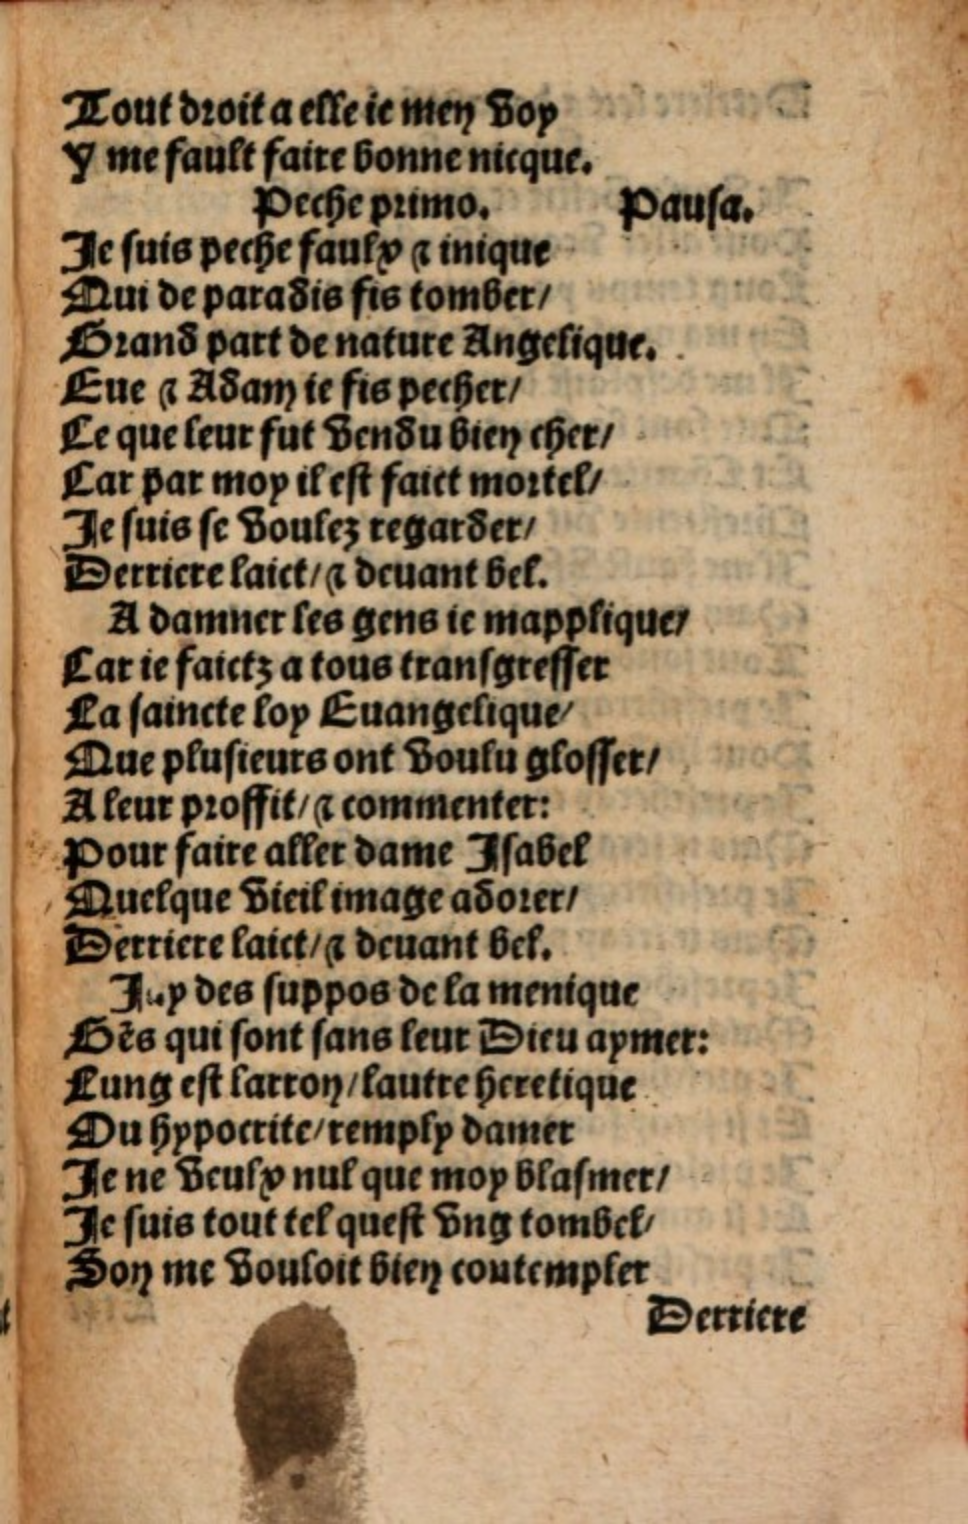 Tout droit a elle ie men voy
Y me fault faire bonne nicque.
Peche primo. Pausa.
Je suis peche faulx ⁊ inique
Qui de paradis fis tomber/
Grand part de nature Angelique.
Eue ⁊ Adam ie fis pecher/
Ce que leur fut vendu bien cher/
Car par moy il est faict mortel/
Je suis se voulez regarder/
Derriere laict/⁊ deuant bel.
A damner les gens ie mapplique/
Car ie faictz a tous transgresser
La saincte loy Euangelique/
Que plusieurs ont voulu glosser/
A leur proffit/⁊ commenter:
Pour faire aller dame Isabel
Quelque vieil image adorer/
Derriere laict/⁊ deuant bel.
des suppos de la menique
Gēs qui sont sans leur Dieu aymer:
Lung est larron/lautre heretique
Ou hypocrite/remply damer
Je ne veulx nul que moy blasmer/
Je suis tout tel quest vng tombel/
Son me vouloit bien contempler
Derriere